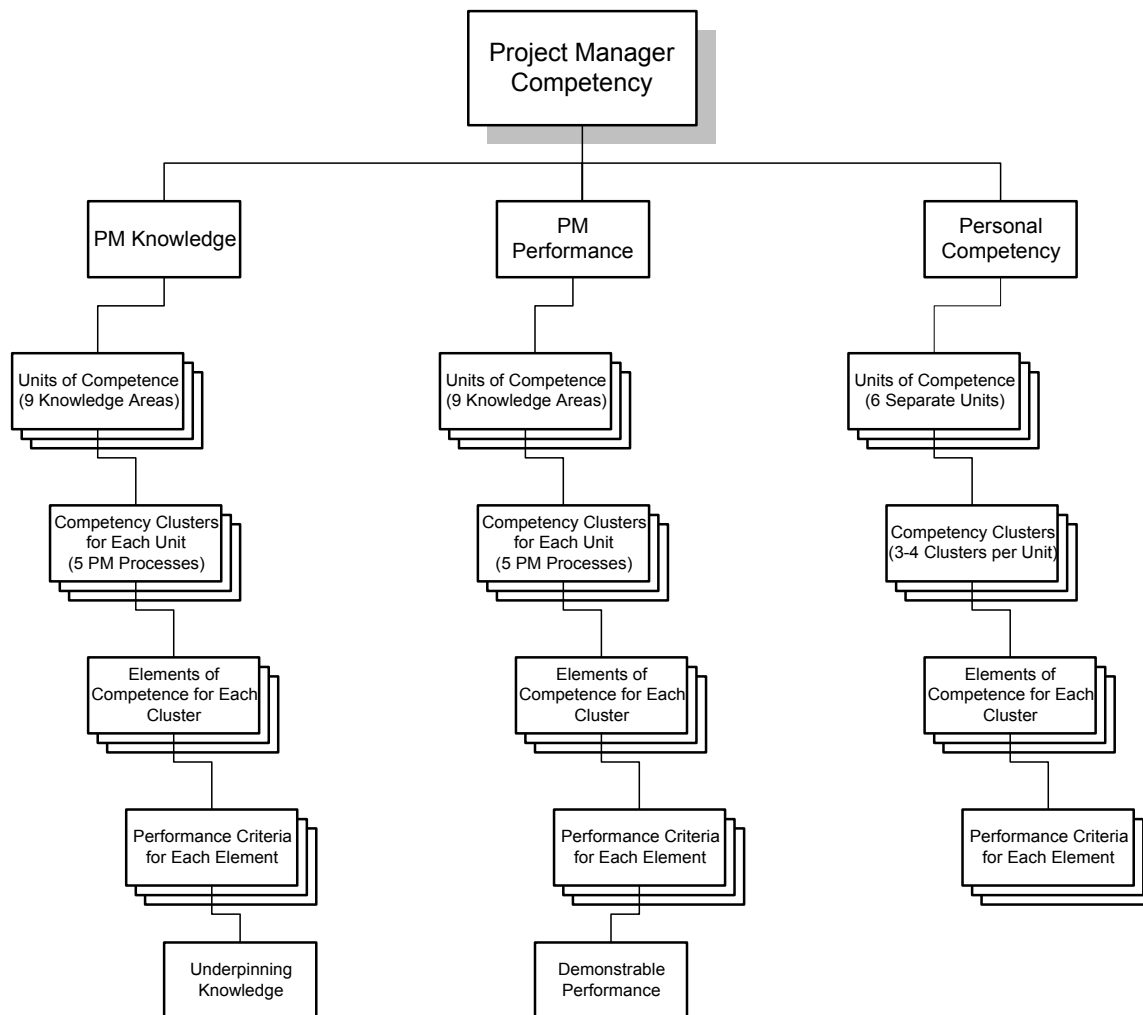 Project Manager
Competency
PM Knowledge
PM
Performance
Personal
Competency
Units of Competence
(9 Knowledge Areas)
Units of Competence
(9 Knowledge Areas)
Units of Competence
(6 Separate Units)
Competency Clusters
for Each Unit
(5 PM Processes)
Competency Clusters
for Each Unit
(5 PM Processes)
Competency Clusters
(3-4 Clusters per Unit)
Elements of
Competence for Each
Cluster
Elements of
Competence for Each
Cluster
Elements of
Competence for Each
Cluster
Performance Criteria
for Each Element
Performance Criteria
for Each Element
Performance Criteria
for Each Element
Underpinning
Knowledge
Demonstrable
Performance